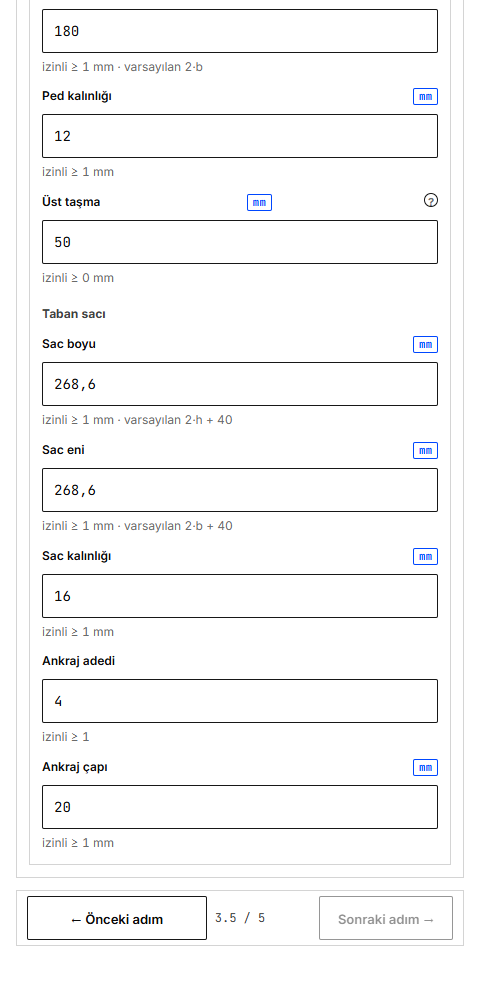 180
izinli ≥ 1 mm · varsayılan 2·b
Ped kalınlığı mm
12
izinli ≥ 1 mm
Üst taşma mm ?
50
izinli ≥ 0 mm
Taban sacı
Sac boyu mm
268,6
izinli ≥ 1 mm · varsayılan 2·h + 40
Sac eni mm
268,6
izinli ≥ 1 mm · varsayılan 2·b + 40
Sac kalınlığı mm
16
izinli ≥ 1 mm
Ankraj adedi
4
izinli ≥ 1
Ankraj çapı mm
20
izinli ≥ 1 mm
← Önceki adım 3.5 / 5 Sonraki adım →